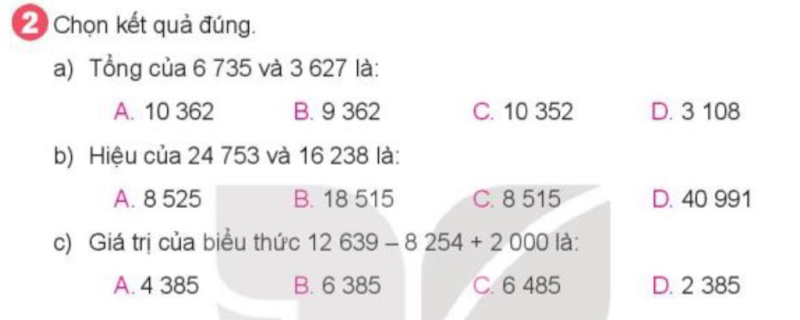 2 Chọn kết quả đúng.
a) Tổng của 6 735 và 3 627 là:
A. 10 362 B. 9 362 C. 10 352 D. 3 108
b) Hiệu của 24 753 và 16 238 là:
A. 8 525 B. 18 515 C. 8 515 D. 40 991
c) Giá trị của biểu thức 12 639 – 8 254 + 2 000 là:
A. 4 385 B. 6 385 C. 6 485 D. 2 385